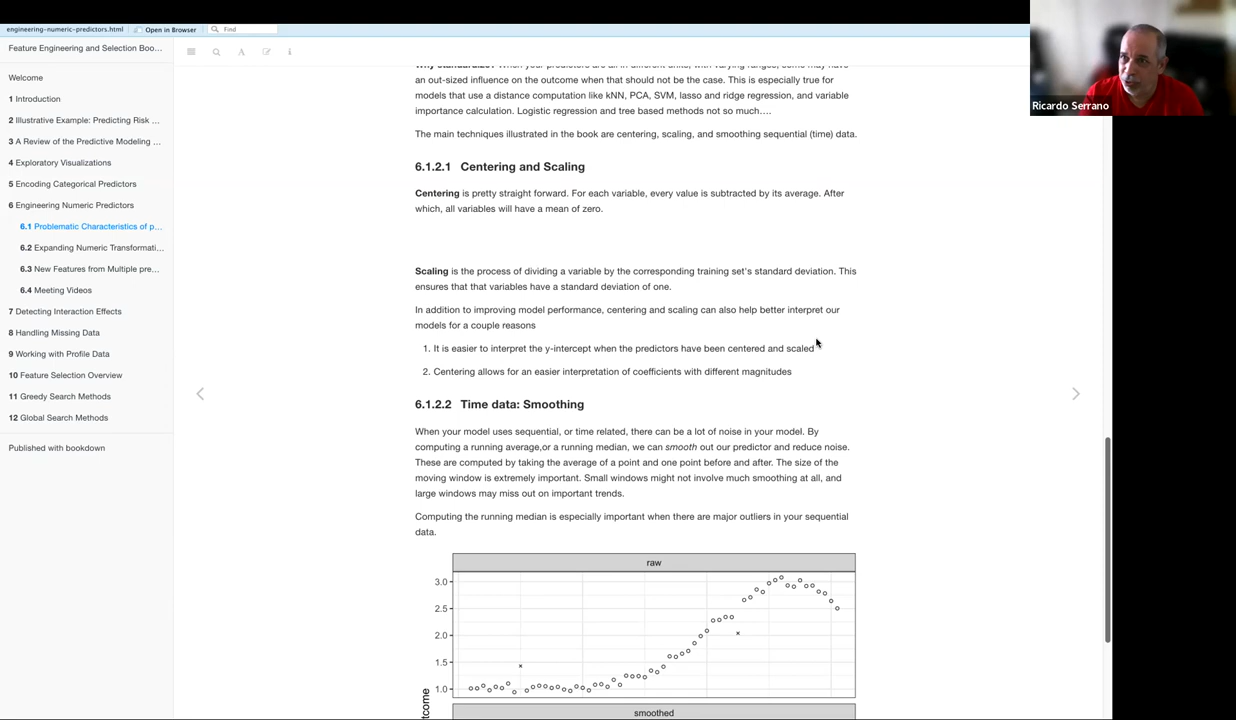 engineering-numeric-predictors.html
Open in Browser
Find
Feature Engineering and Selection Boo...
Welcome
1 Introduction
2 Illustrative Example: Predicting Risk ...
3 A Review of the Predictive Modeling ...
4 Exploratory Visualizations
5 Encoding Categorical Predictors
6 Engineering Numeric Predictors
6.1 Problematic Characteristics of p...
6.2 Expanding Numeric Transformati...
6.3 New Features from Multiple pre...
6.4 Meeting Videos
7 Detecting Interaction Effects
8 Handling Missing Data
9 Working with Profile Data
10 Feature Selection Overview
11 Greedy Search Methods
12 Global Search Methods
Published with bookdown
an out-sized influence on the outcome when that should not be the case. This is especially true for
models that use a distance computation like kNN, PCA, SVM, lasso and ridge regression, and variable
importance calculation. Logistic regression and tree based methods not so much....
The main techniques illustrated in the book are centering, scaling, and smoothing sequential (time) data.
6.1.2.1 Centering and Scaling
Centering is pretty straight forward. For each variable, every value is subtracted by its average. After
which, all variables will have a mean of zero.
Scaling is the process of dividing a variable by the corresponding training set's standard deviation. This
ensures that that variables have a standard deviation of one.
In addition to improving model performance, centering and scaling can also help better interpret our
models for a couple reasons
1. It is easier to interpret the y-intercept when the predictors have been centered and scaled
2. Centering allows for an easier interpretation of coefficients with different magnitudes
6.1.2.2 Time data: Smoothing
When your model uses sequential, or time related, there can be a lot of noise in your model. By
computing a running average,or a running median, we can smooth out our predictor and reduce noise.
These are computed by taking the average of a point and one point before and after. The size of the
moving window is extremely important. Small windows might not involve much smoothing at all, and
large windows may miss out on important trends.
Computing the running median is especially important when there are major outliers in your sequential
data.
raw
3.0
2.5
2.0
1.5
1.0
tcome
smoothed
Ricardo Serrano